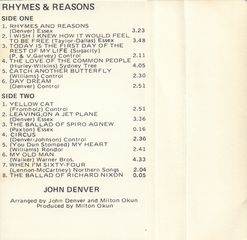 RHYMES & REASONS
SIDE ONE
1. RHYMES AND REASONS
(Denver) Essex 3.23
2. I WISH I KNEW HOW IT WOULD FEEL
TO BE FREE (Taylor-Dallas) Essex 3.48
3. TODAY IS THE FIRST DAY OF THE
REST OF MY LIFE (Sugacity)
(P. & V.Garvey) Control 2.11
4. THE LOVE OF THE COMMON PEOPLE
(Hurley-Wilkins) Sydney Tree 4.05
5. CATCH ANOTHER BUTTERFLY
(Williams) Control 2.30
6. DAY DREAM
(Denver) Control 2.51
SIDE TWO
1. YELLOW CAT
(Fromholz) Control 2.51
2. LEAVING, ON A JET PLANE
(Denver) Essex 3.36
3. THE BALLAD OF SPIRO AGNEW
(Paxton) Essex 0.16
4. CIRCUS
(Denver-Johnson) Control 2.36
5. (You Dun Stomped) MY HEART
(Williams) Rondor 2.41
6. MY OLD MAN
(Walker) Warner Bros. 4.33
7. WHEN I'M SIXTY-FOUR
(Lennon-McCartney) Northern Songs 2.04
8. THE BALLAD OF RICHARD NIXON 0.05
JOHN DENVER
Arranged by John Denver and Milton Okun
Produced by Milton Okun